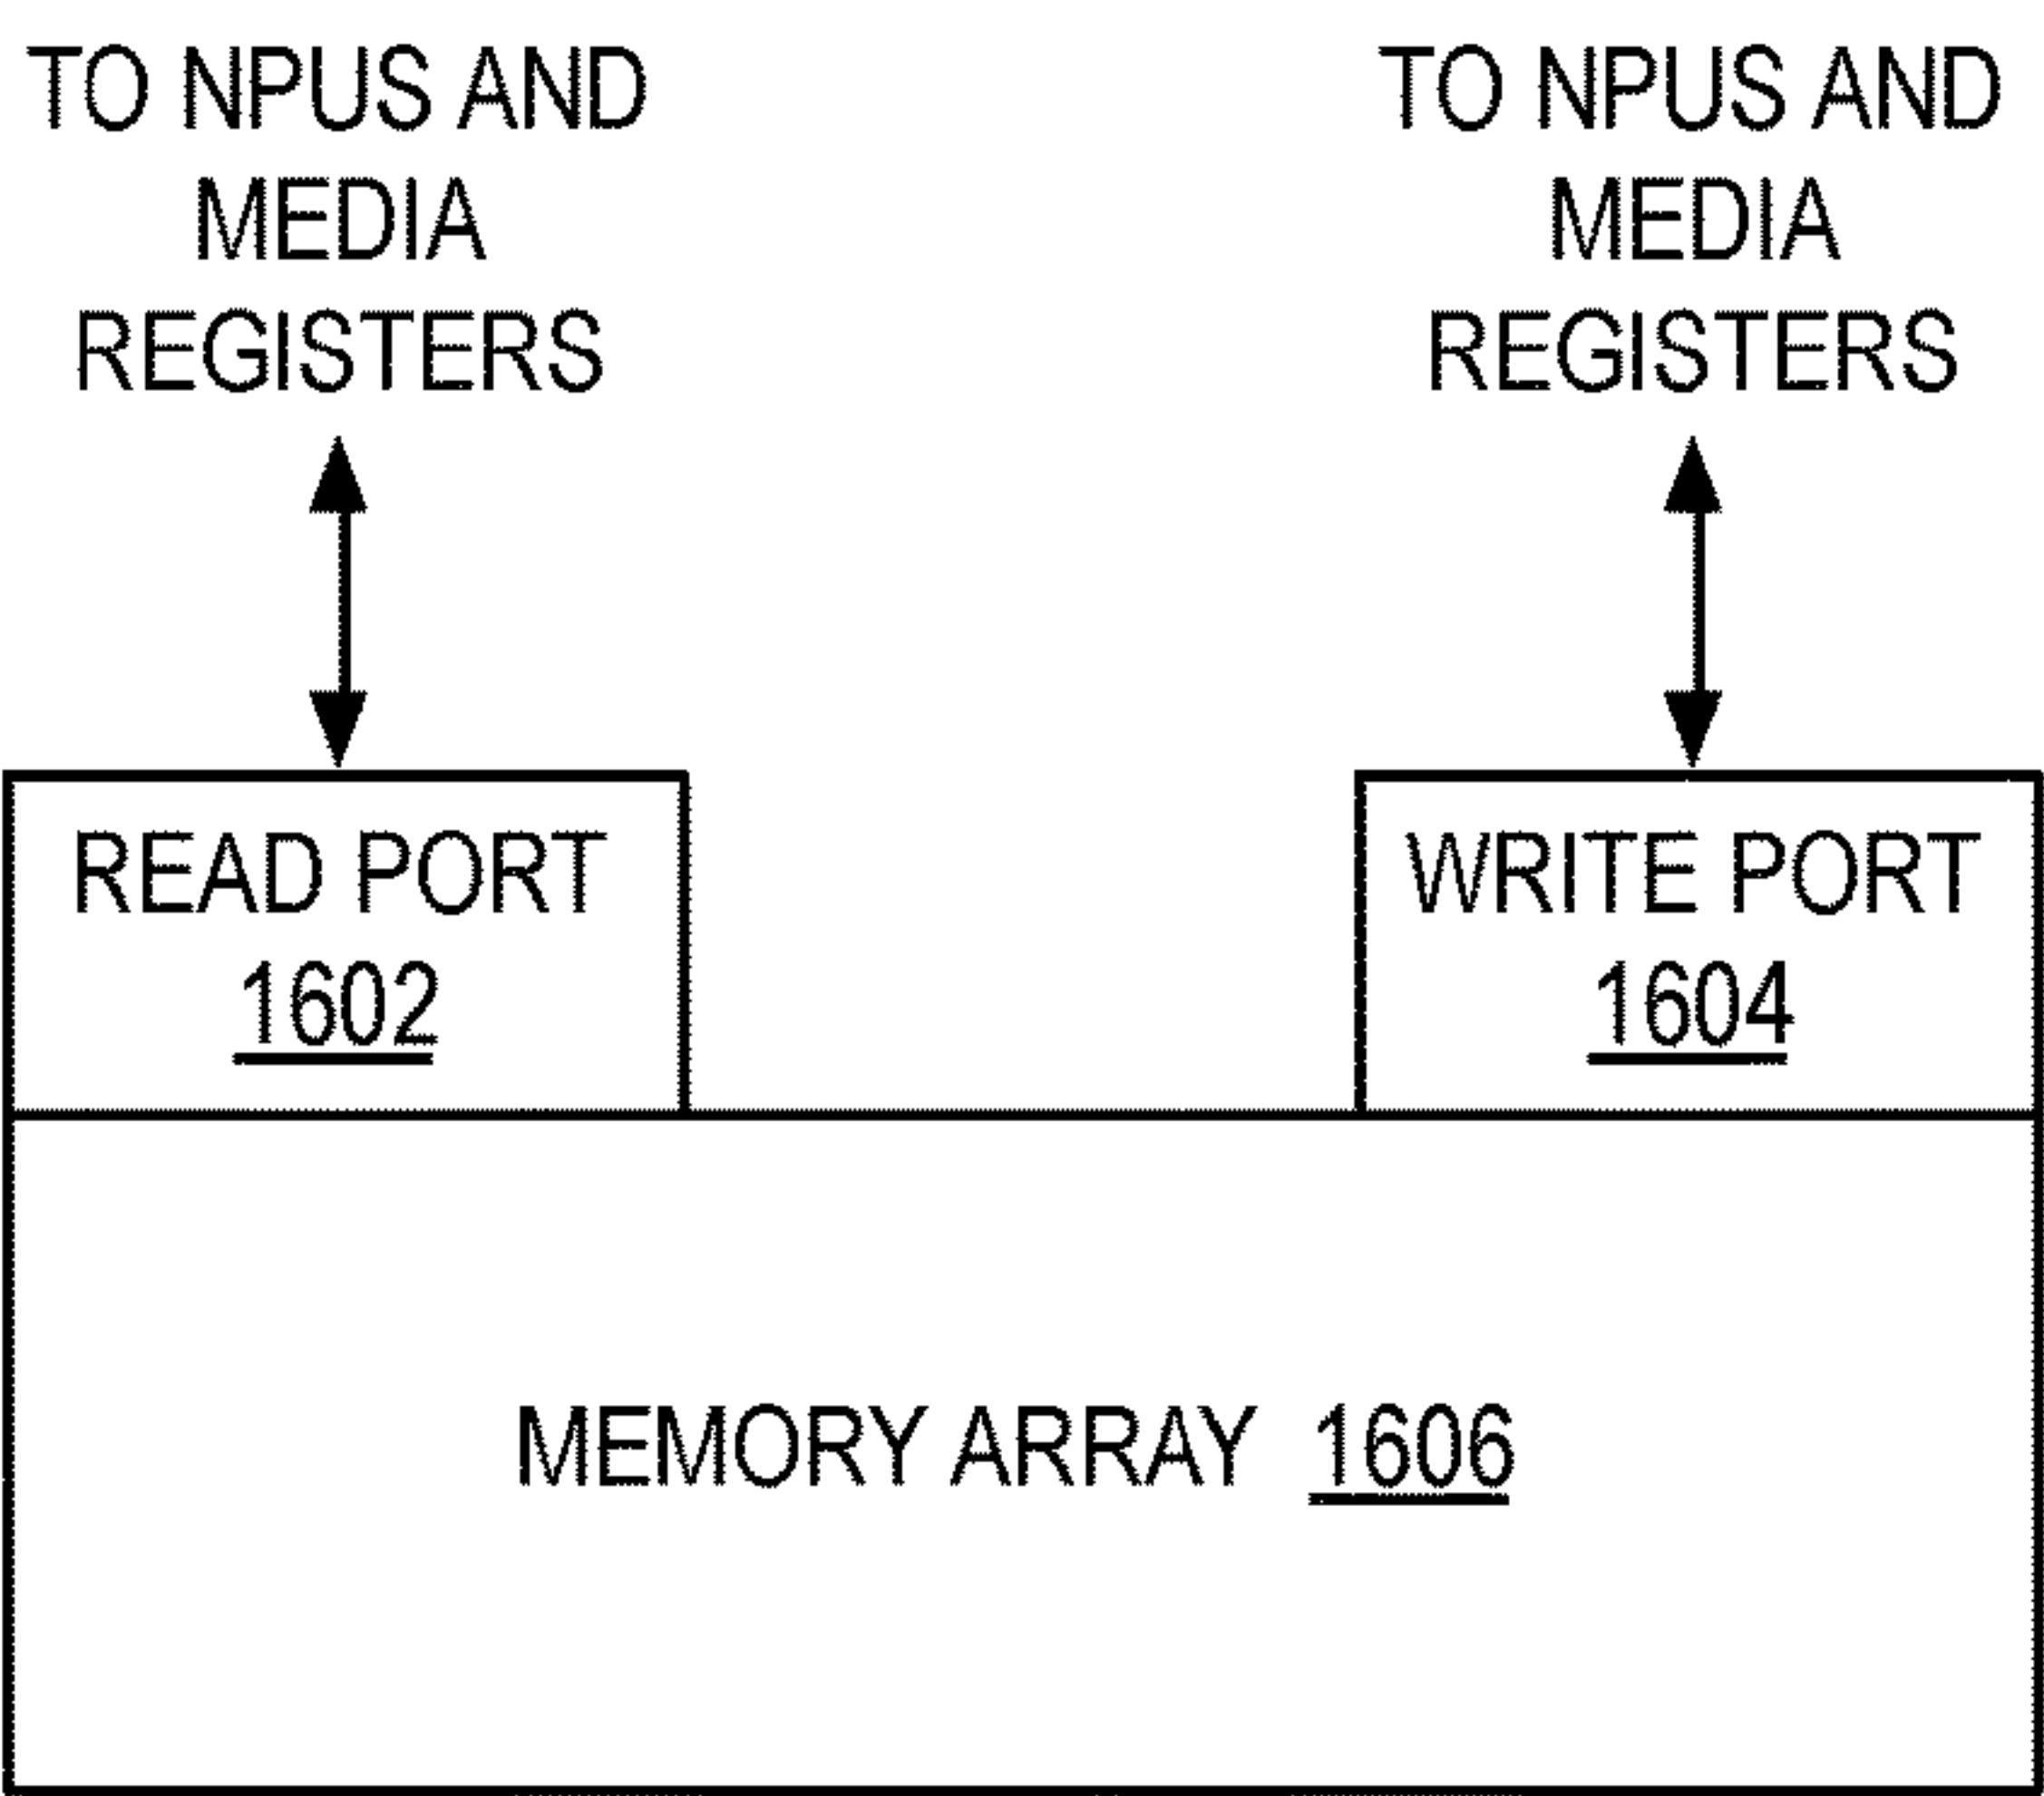 TO NPUS AND
MEDIA
REGISTERS
TO NPUS AND
MEDIA
REGISTERS
READ PORT
1602
WRITE PORT
1604
MEMORY ARRAY 1606